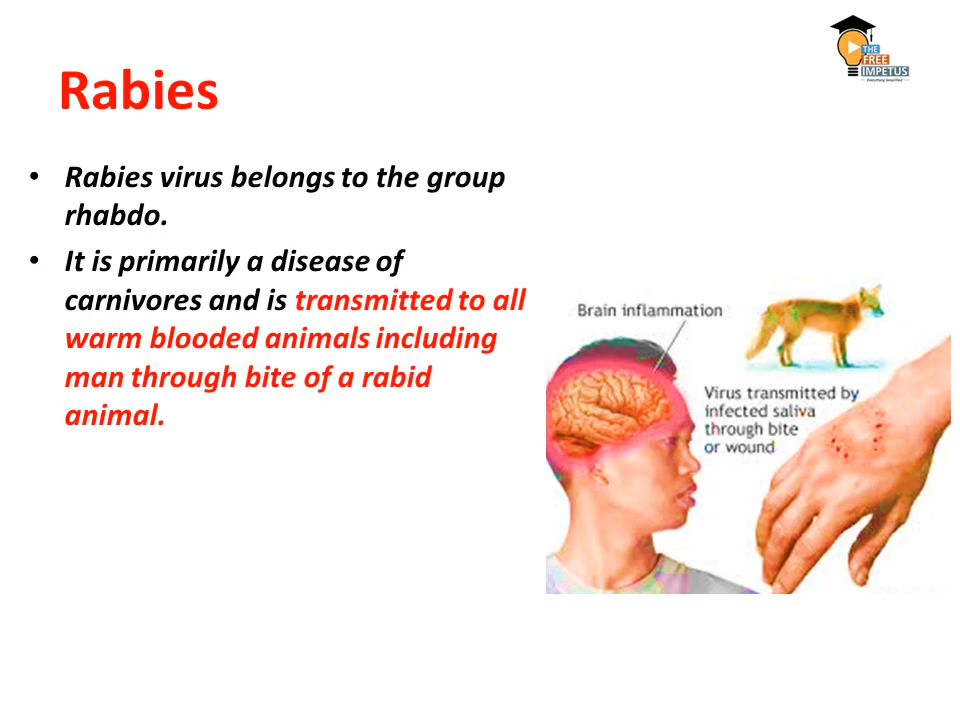 THE
FREE
IMPETUS
Everything Simplified
Rabies
• Rabies virus belongs to the group
rhabdo.
• It is primarily a disease of
carnivores and is transmitted to all
warm blooded animals including
man through bite of a rabid
animal.
Brain inflammation
Virus transmitted by
infected saliva
through bite
or wound